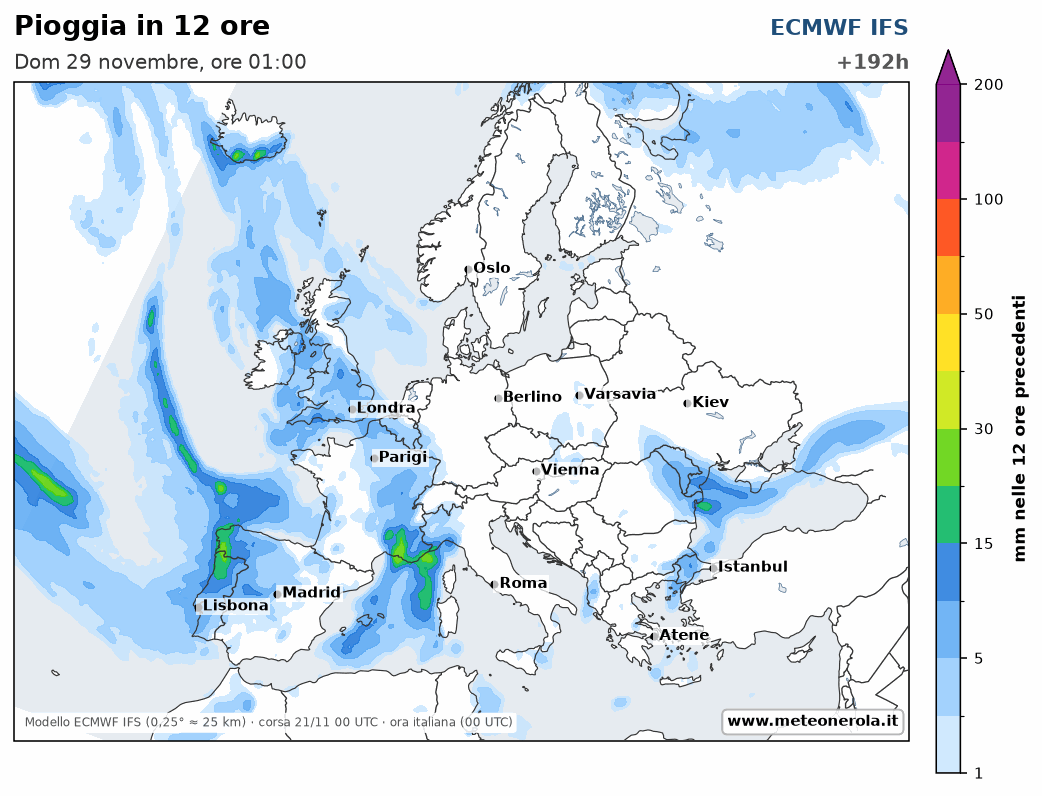 Pioggia in 12 ore
ECMWF IFS
Dom 29 novembre, ore 01:00
+192h
200
100
50
30
15
5
1
mm nelle 12 ore precedenti
Oslo
Berlino
Varsavia
Kiev
Londra
Parigi
Vienna
Istanbul
Madrid
Roma
Lisbona
Atene
Modello ECMWF IFS (0,25° ≈ 25 km) · corsa 21/11 00 UTC · ora italiana (00 UTC)
www.meteonerola.it